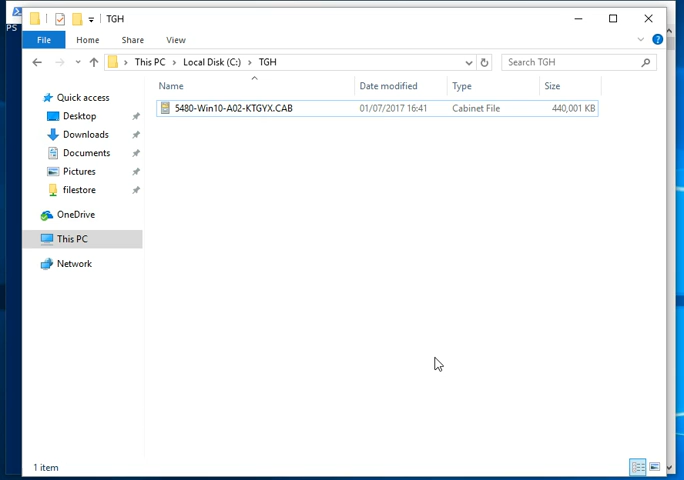 TGH
PS
File Home Share View
This PC Local Disk (C:) TGH
Search TGH
Name Date modified Type Size
5480-Win10-A02-KTGYX.CAB 01/07/2017 16:41 Cabinet File 440,001 KB
Quick access
Desktop
Downloads
Documents
Pictures
filestore
OneDrive
This PC
Network
1 item